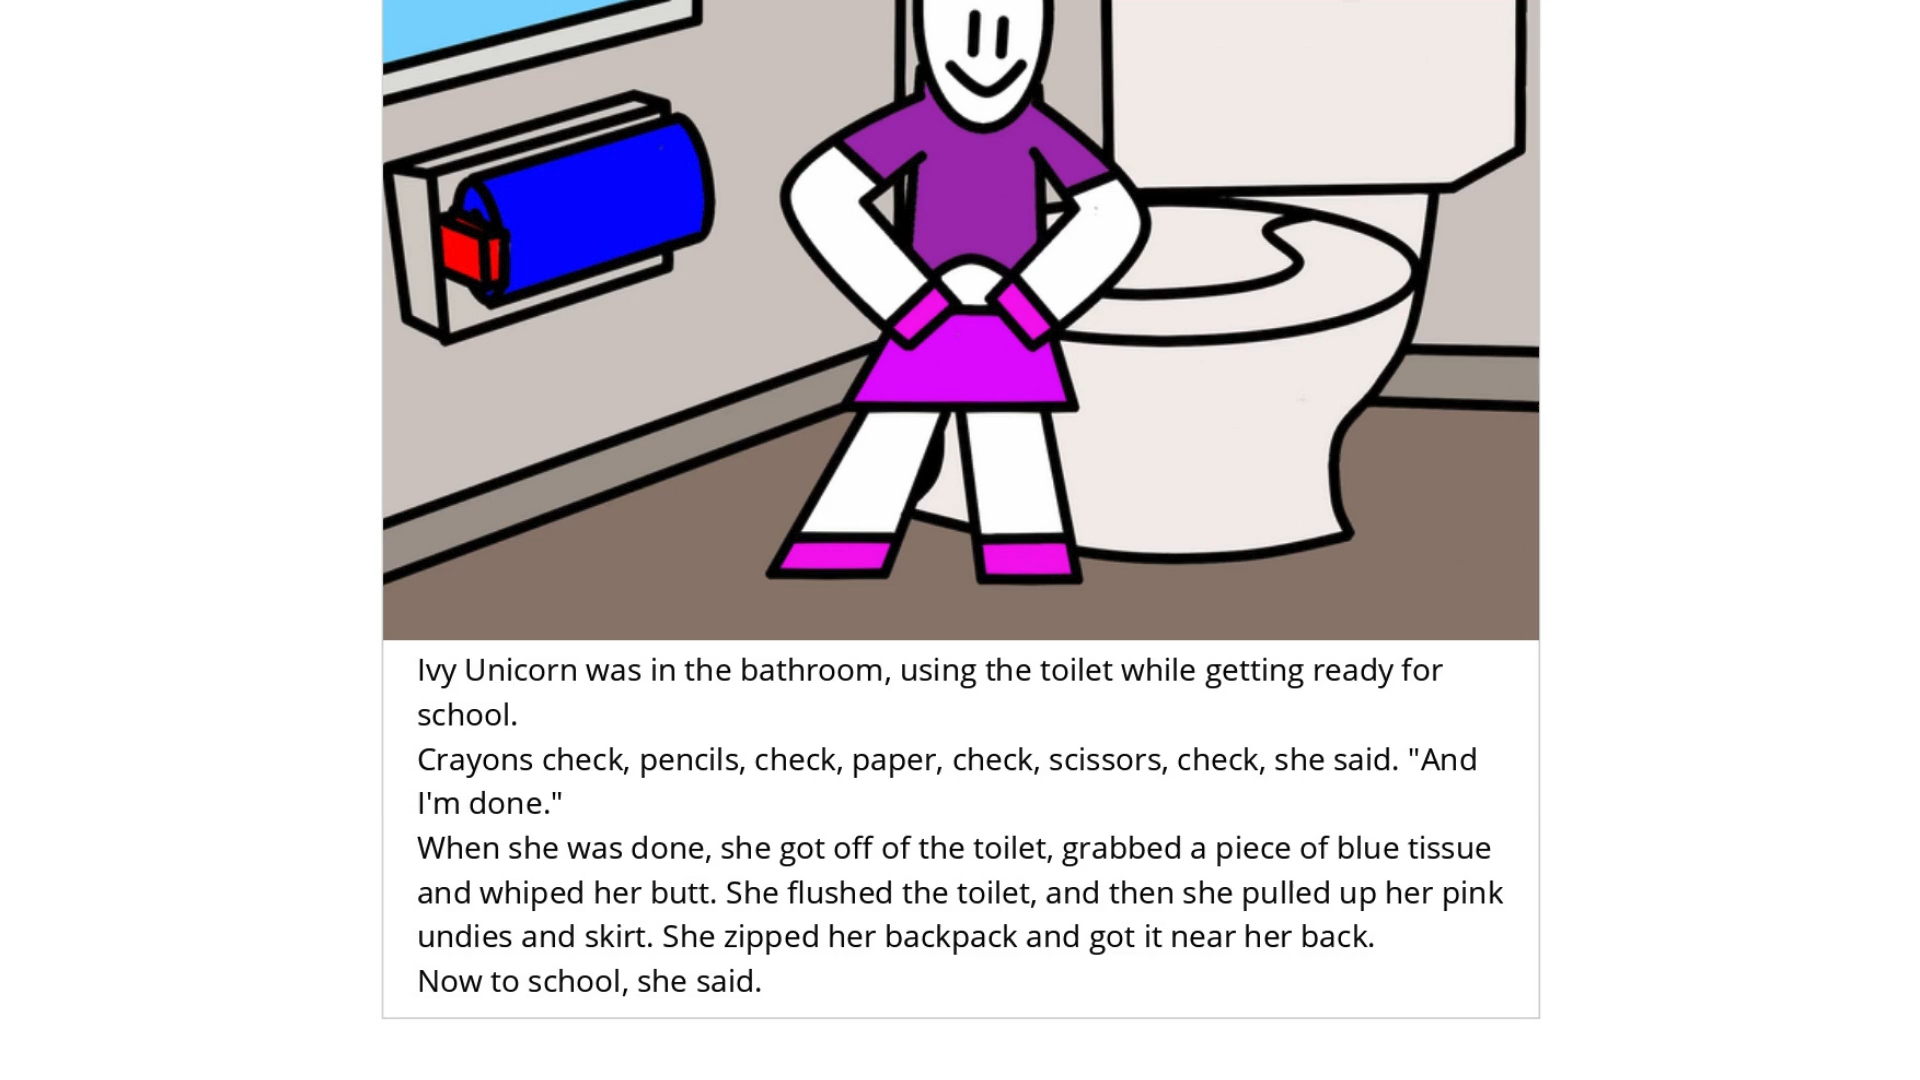 Ivy Unicorn was in the bathroom, using the toilet while getting ready for
school.
Crayons check, pencils, check, paper, check, scissors, check, she said. "And
I'm done."
When she was done, she got off of the toilet, grabbed a piece of blue tissue
and whiped her butt. She flushed the toilet, and then she pulled up her pink
undies and skirt. She zipped her backpack and got it near her back.
Now to school, she said.